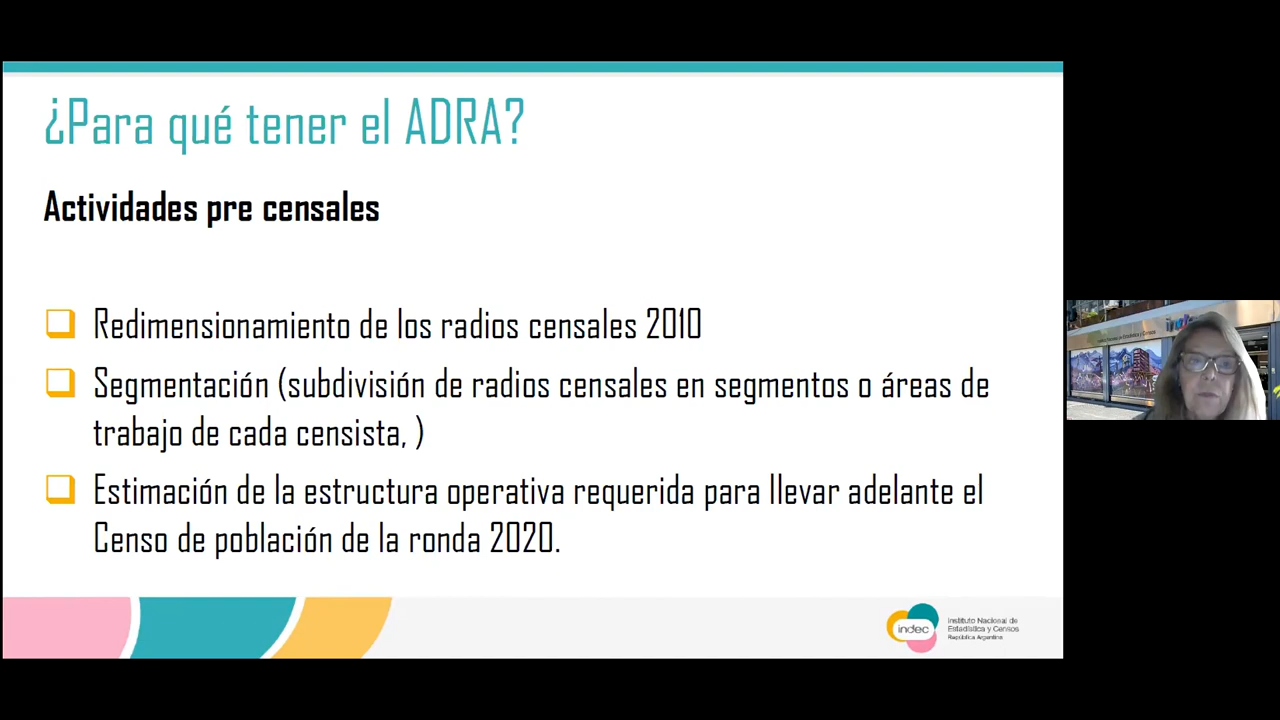 ¿Para qué tener el ADRA?
Actividades pre censales
Redimensionamiento de los radios censales 2010
Segmentación (subdivisión de radios censales en segmentos o áreas de
trabajo de cada censista, )
Estimación de la estructura operativa requerida para llevar adelante el
Censo de población de la ronda 2020.
indec
Instituto Nacional de
Estadística y Censos
República Argentina